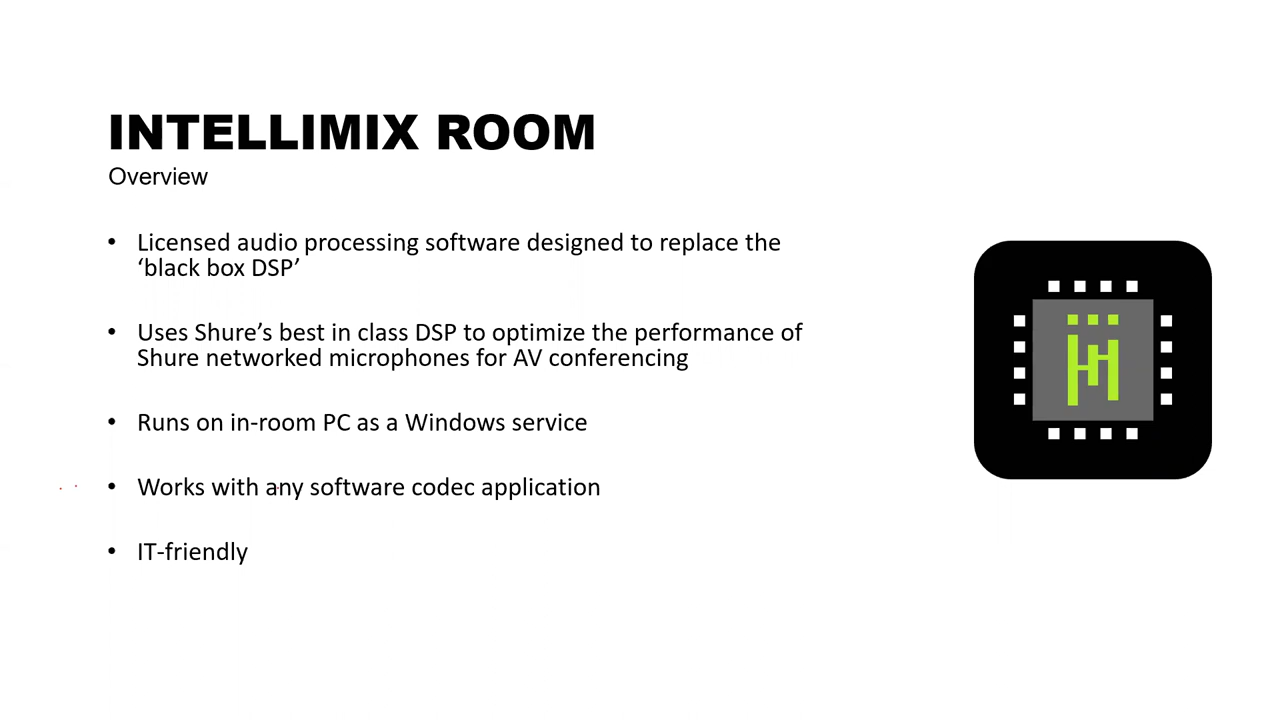 INTELLIMIX ROOM
Overview
• Licensed audio processing software designed to replace the
‘black box DSP’
• Uses Shure’s best in class DSP to optimize the performance of
Shure networked microphones for AV conferencing
• Runs on in-room PC as a Windows service
• Works with any software codec application
• IT-friendly